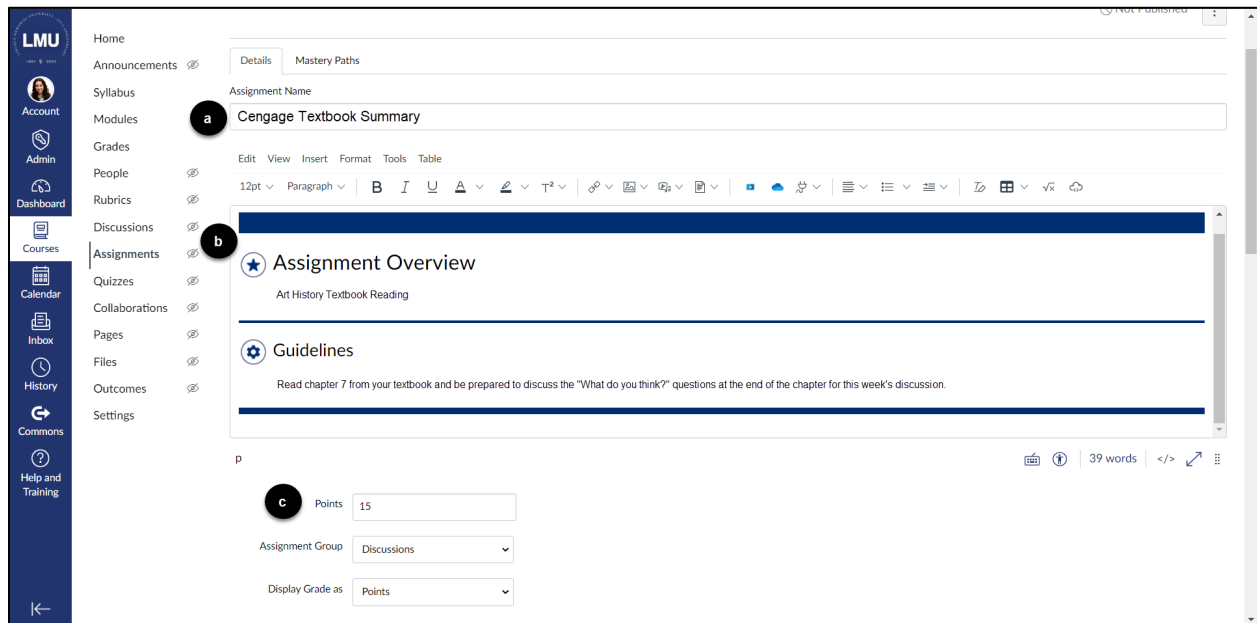 Not Published
LMU
Account
Admin
Dashboard
Courses
Calendar
Inbox
History
Commons
Help and
Training
Home
Announcements
Syllabus
Modules
Grades
People
Rubrics
Discussions
Assignments
Quizzes
Collaborations
Pages
Files
Outcomes
Settings
Details Mastery Paths
Assignment Name
a Cengage Textbook Summary
Edit View Insert Format Tools Table
12pt Paragraph B I U A T²
b
Assignment Overview
Art History Textbook Reading
Guidelines
Read chapter 7 from your textbook and be prepared to discuss the "What do you think?" questions at the end of the chapter for this week's discussion.
p 39 words </>
c Points 15
Assignment Group Discussions
Display Grade as Points